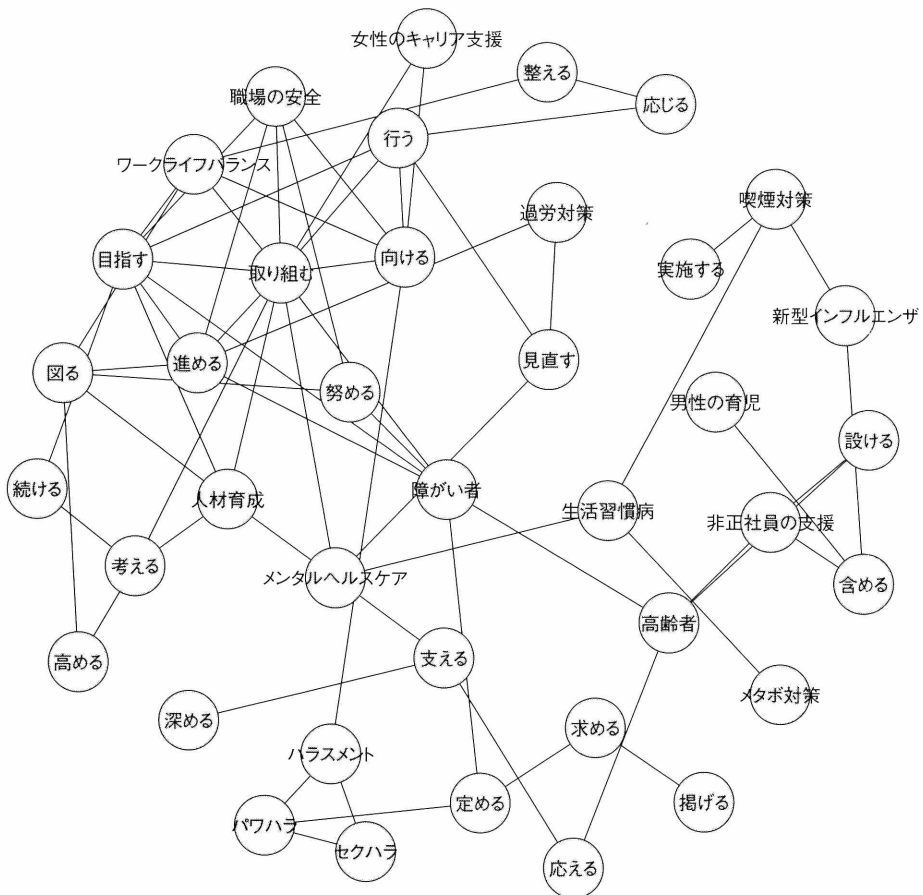 女性のキャリア支援
整える
職場の安全
応じる
行う
ワークライフバランス
喫煙対策
過労対策
目指す
取り組む
向ける
実施する
新型インフルエンザ
図る
進める
見直す
努める
男性の育児
設ける
続ける
人材育成
障がい者
生活習慣病
非正社員の支援
考える
メンタルヘルスケア
含める
高齢者
高める
支える
メタボ対策
深める
求める
ハラスメント
定める
掲げる
パワハラ
セクハラ
応える